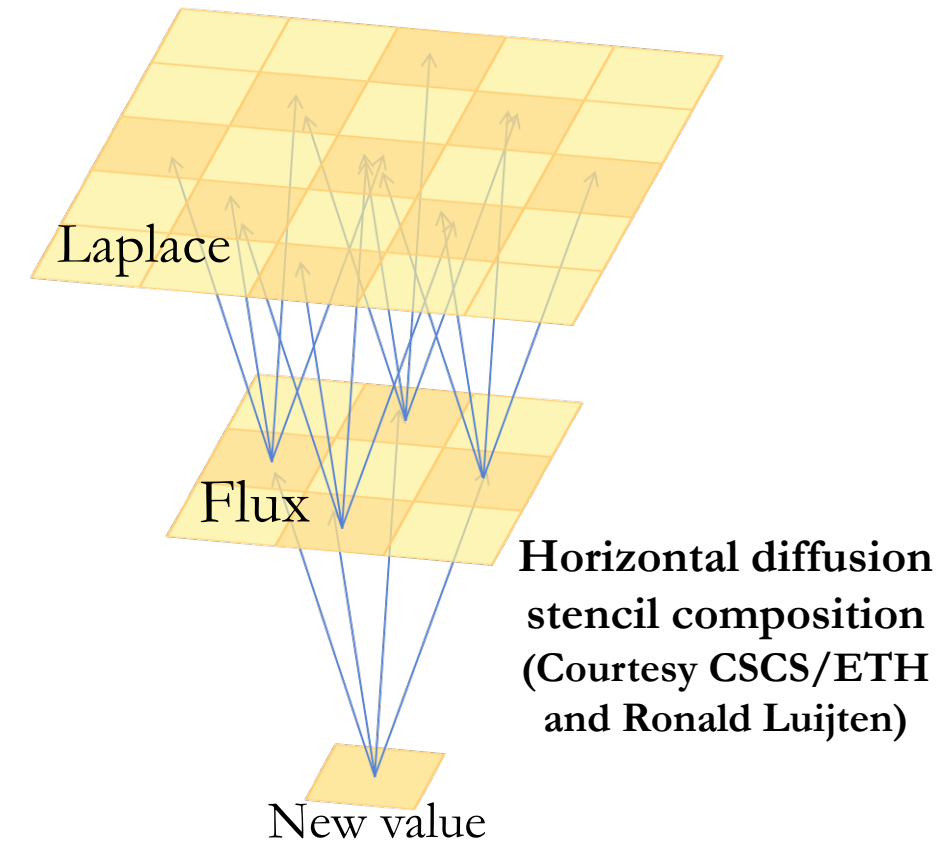 Laplace
Flux
Horizontal diffusion
stencil composition
(Courtesy CSCS/ETH
and Ronald Luijten)
New value